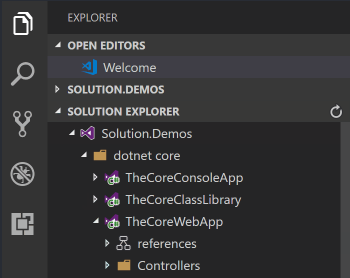 EXPLORER
OPEN EDITORS
Welcome
SOLUTION.DEMOS
SOLUTION EXPLORER
Solution.Demos
dotnet core
TheCoreConsoleApp
TheCoreClassLibrary
TheCoreWebApp
references
Controllers